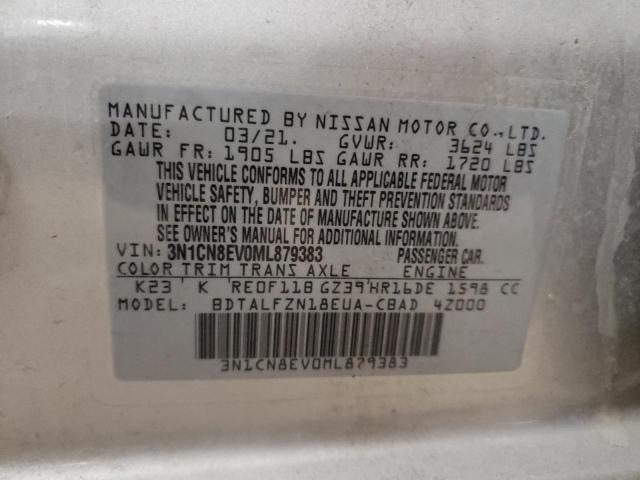 MANUFACTURED BY NISSAN MOTOR CO.,LTD.
DATE: 03/21. GVWR: 3624 LBS
GAWR FR: 1905 LBS GAWR RR: 1720 LBS
THIS VEHICLE CONFORMS TO ALL APPLICABLE FEDERAL MOTOR
VEHICLE SAFETY, BUMPER AND THEFT PREVENTION STANDARDS
IN EFFECT ON THE DATE OF MANUFACTURE SHOWN ABOVE.
SEE OWNER'S MANUAL FOR ADDITIONAL INFORMATION.
VIN: 3N1CN8EV0ML879383 PASSENGER CAR.
COLOR TRIM TRANS AXLE ENGINE
K23 ' K ' RE0F11B GZ39'HR16DE 1598 CC
MODEL: BDTALFZN18EUA-CBAD 4Z000
3N1CN8EV0ML879383